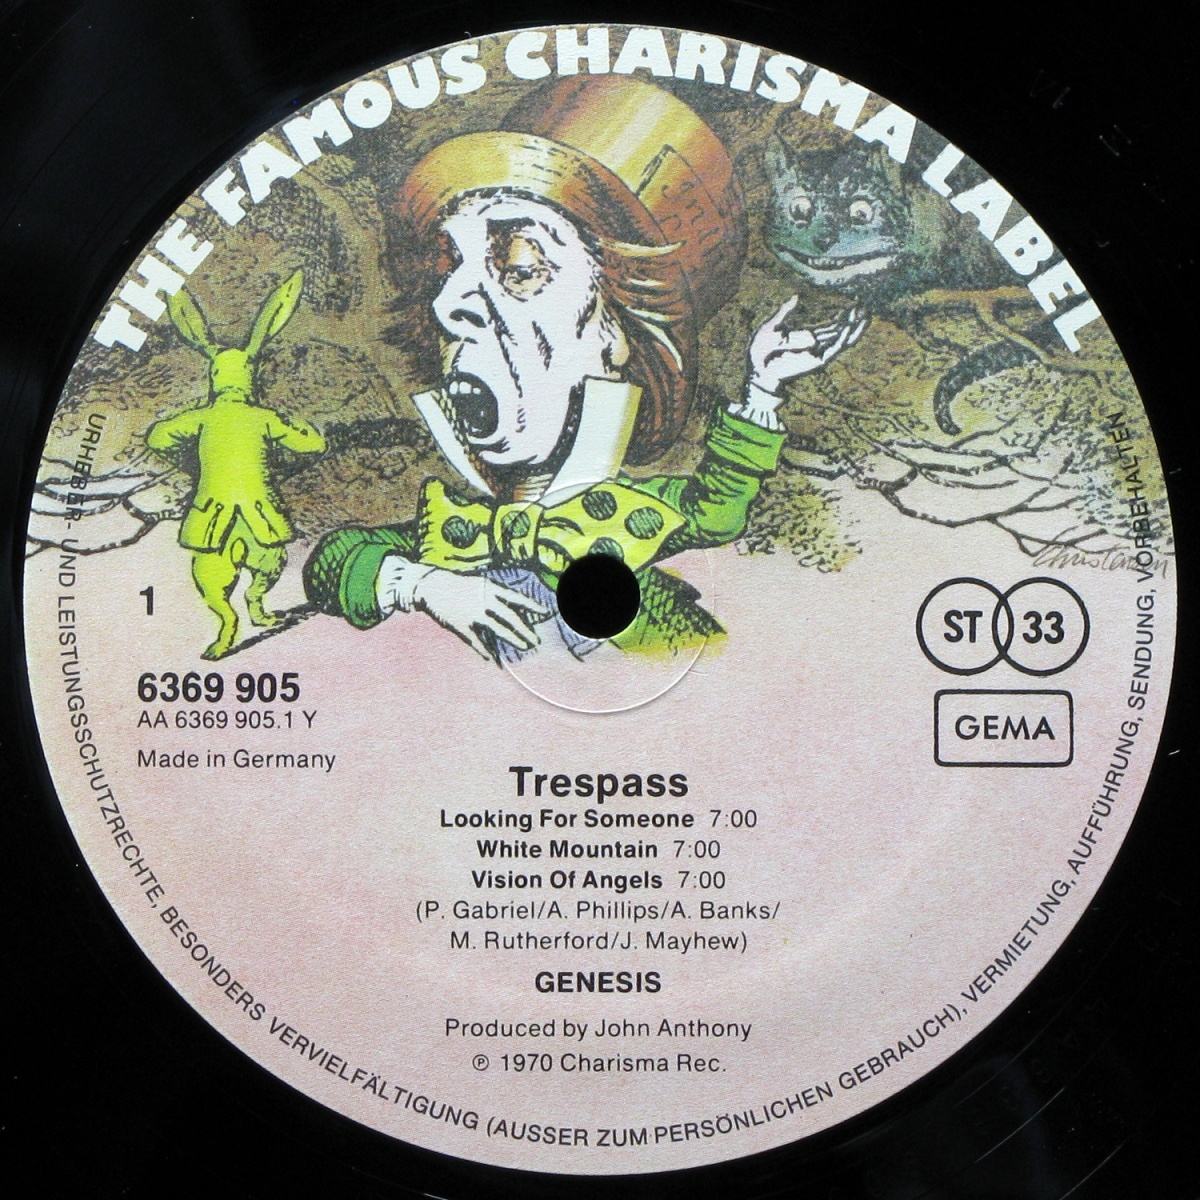 THE FAMOUS CHARISMA LABEL
1
6369 905
AA 6369 905.1 Y
Made in Germany
ST 33
GEMA
Trespass
Looking For Someone 7:00
White Mountain 7:00
Vision Of Angels 7:00
(P. Gabriel/A. Phillips/A. Banks/
M. Rutherford/J. Mayhew)
GENESIS
Produced by John Anthony
℗ 1970 Charisma Rec.
URHEBER- UND LEISTUNGSSCHUTZRECHTE, BESONDERS VERVIELFÄLTIGUNG (AUSSER ZUM PERSÖNLICHEN GEBRAUCH), VERMIETUNG, AUFFÜHRUNG, SENDUNG, VORBEHALTEN